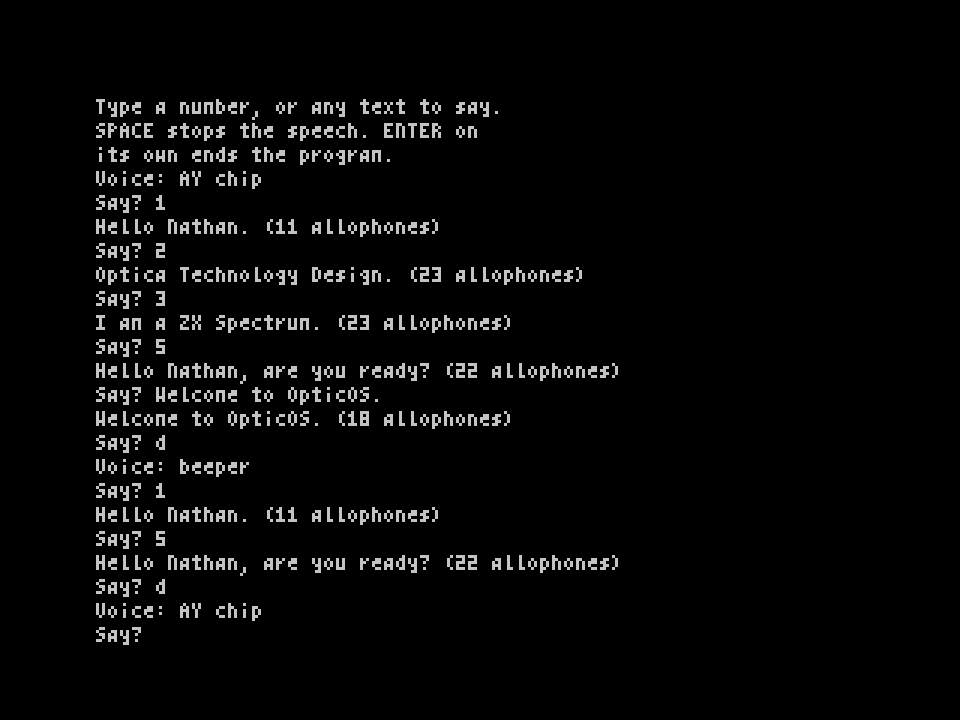 Type a number, or any text to say.
SPACE stops the speech. ENTER on
its own ends the program.
Voice: AY chip
Say? 1
Hello Nathan. (11 allophones)
Say? 2
Optica Technology Design. (23 allophones)
Say? 3
I am a ZX Spectrum. (23 allophones)
Say? 5
Hello Nathan, are you ready? (22 allophones)
Say? Welcome to OpticOS.
Welcome to OpticOS. (18 allophones)
Say? d
Voice: beeper
Say? 1
Hello Nathan. (11 allophones)
Say? 5
Hello Nathan, are you ready? (22 allophones)
Say? d
Voice: AY chip
Say?